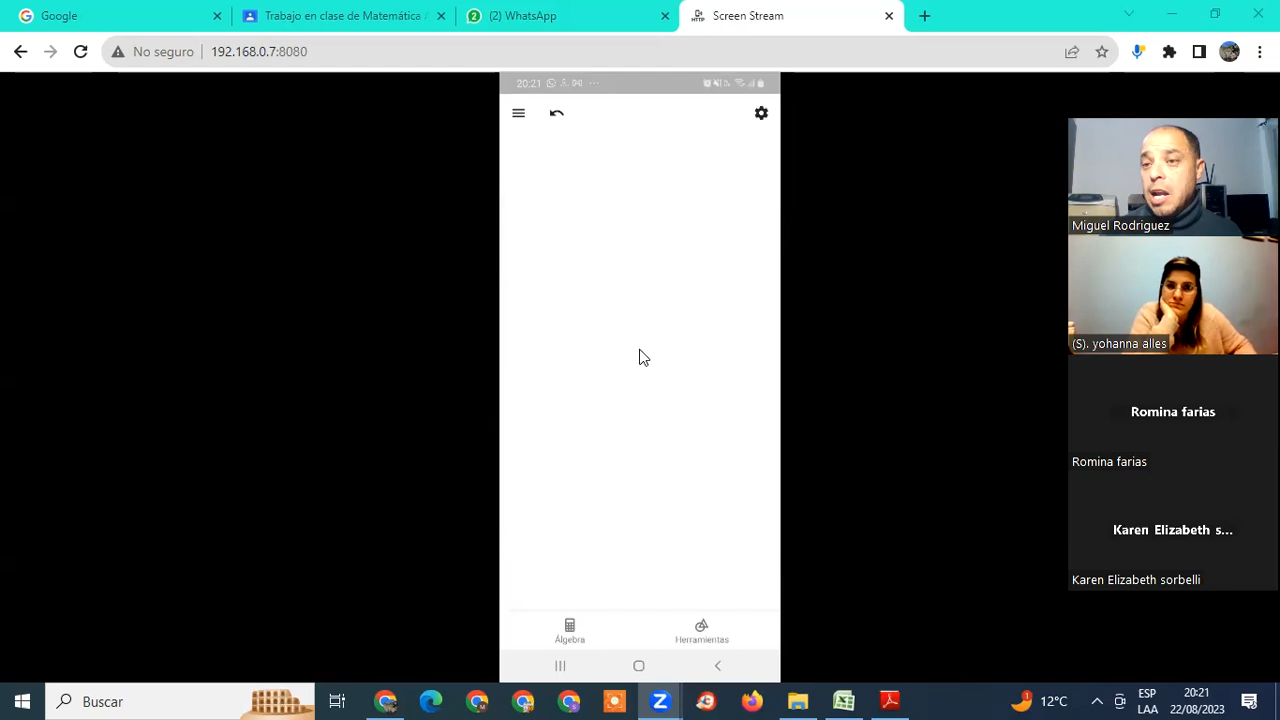 Google
Trabajo en clase de Matemática
(2) WhatsApp
Screen Stream
No seguro
192.168.0.7:8080
20:21
Álgebra
Herramientas
Miguel Rodriguez
(S). yohanna alles
Romina farias
Romina farias
Karen Elizabeth s...
Karen Elizabeth sorbelli
Buscar
12°C
ESP
LAA
20:21
22/08/2023